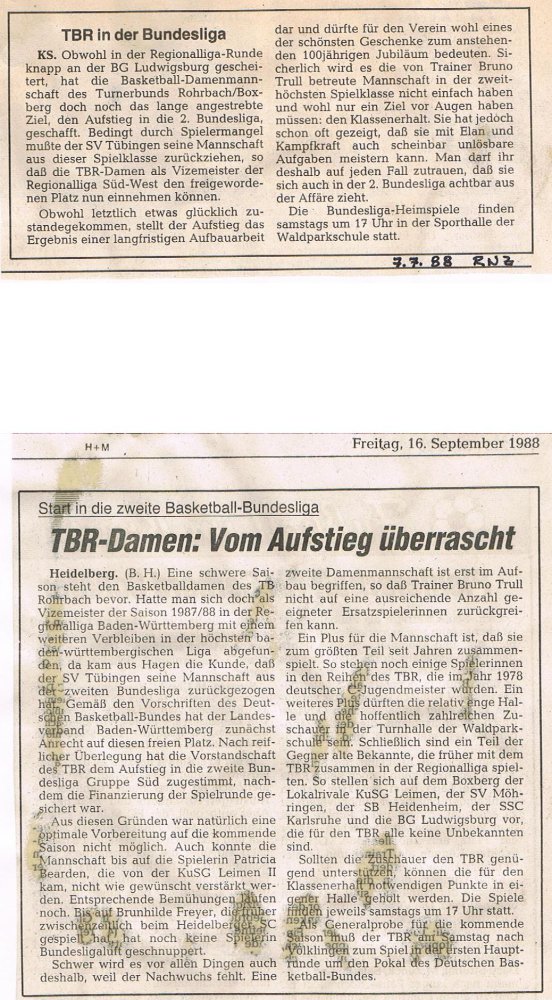 TBR in der Bundesliga
KS. Obwohl in der Regionalliga-Runde
knapp an der BG Ludwigsburg geschei-
tert, hat die Basketball-Damenmann-
schaft des Turnerbunds Rohrbach/Box-
berg doch noch das lange angestrebte
Ziel, den Aufstieg in die 2. Bundesliga,
geschafft. Bedingt durch Spielermangel
mußte der SV Tübingen seine Mannschaft
aus dieser Spielklasse zurückziehen, so
daß die TBR-Damen als Vizemeister der
Regionalliga Süd-West den freigeworde-
nen Platz nun einnehmen können.
Obwohl letztlich etwas glücklich zu-
standegekommen, stellt der Aufstieg das
Ergebnis einer langfristigen Aufbauarbeit
dar und dürfte für den Verein wohl eines
der schönsten Geschenke zum anstehen-
den 100jährigen Jubiläum bedeuten. Si-
cherlich wird es die von Trainer Bruno
Trull betreute Mannschaft in der zweit-
höchsten Spielklasse nicht einfach haben
und wohl nur ein Ziel vor Augen haben
müssen: den Klassenerhalt. Sie hat jedoch
schon oft gezeigt, daß sie mit Elan und
Kampfkraft auch scheinbar unlösbare
Aufgaben meistern kann. Man darf ihr
deshalb auf jeden Fall zutrauen, daß sie
sich auch in der 2. Bundesliga achtbar aus
der Affäre zieht.
Die Bundesliga-Heimspiele finden
samstags um 17 Uhr in der Sporthalle der
Waldparkschule statt.
7.7.88 RNZ
H+M
Freitag, 16. September 1988
Start in die zweite Basketball-Bundesliga
TBR-Damen: Vom Aufstieg überrascht
Heidelberg. (B. H.) Eine schwere Sai-
son steht den Basketballdamen des TB
Rohrbach bevor. Hatte man sich doch als
Vizemeister der Saison 1987/88 in der Re-
gionalliga Baden-Württemberg mit einem
weiteren Verbleiben in der höchsten ba-
den-württembergischen Liga abgefun-
den, da kam aus Hagen die Kunde, daß
der SV Tübingen seine Mannschaft aus
der zweiten Bundesliga zurückgezogen
hat. Gemäß den Vorschriften des Deut-
schen Basketball-Bundes hat der Landes-
verband Baden-Württemberg zunächst
Anrecht auf diesen freien Platz. Nach reif-
licher Überlegung hat die Vorstandschaft
des TBR dem Aufstieg in die zweite Bun-
desliga Gruppe Süd zugestimmt, nach-
dem die Finanzierung der Spielrunde ge-
sichert war.
Aus diesen Gründen war natürlich eine
optimale Vorbereitung auf die kommende
Saison nicht möglich. Auch konnte die
Mannschaft bis auf die Spielerin Patricia
Bearden, die von der KuSG Leimen II
kam, nicht wie gewünscht verstärkt wer-
den. Entsprechende Bemühungen laufen
noch. Bis auf Brunhilde Freyer, die früher
zwischenzeitlich beim Heidelberger SC
gespielt hat, hat noch keine Spielerin
Bundesligaluft geschnuppert.
Schwer wird es vor allen Dingen auch
deshalb, weil der Nachwuchs fehlt. Eine
zweite Damenmannschaft ist erst im Auf-
bau begriffen, so daß Trainer Bruno Trull
nicht auf eine ausreichende Anzahl ge-
eigneter Ersatzspielerinnen zurückgrei-
fen kann.
Ein Plus für die Mannschaft ist, daß sie
zum größten Teil seit Jahren zusammen-
spielt. So stehen noch einige Spielerinnen
in den Reihen des TBR, die im Jahr 1978
deutscher C-Jugendmeister wurden. Ein
weiteres Plus dürften die relativ enge Hal-
le und die hoffentlich zahlreichen Zu-
schauer in der Turnhalle der Waldpark-
schule sein. Schließlich sind ein Teil der
Gegner alte Bekannte, die früher mit dem
TBR zusammen in der Regionalliga spiel-
ten. So stellen sich auf dem Boxberg der
Lokalrivale KuSG Leimen, der SV Möh-
ringen, der SB Heidenheim, der SSC
Karlsruhe und die BG Ludwigsburg vor,
die für den TBR alle keine Unbekannten
sind.
Sollten die Zuschauer den TBR genü-
gend unterstützen, können die für den
Klassenerhalt notwendigen Punkte in ei-
gener Halle geholt werden. Die Spiele
finden jeweils samstags um 17 Uhr statt.
Als Generalprobe für die kommende
Saison muß der TBR am Samstag nach
Völklingen zum Spiel in der ersten Haupt-
runde um den Pokal des Deutschen Bas-
ketball-Bundes.